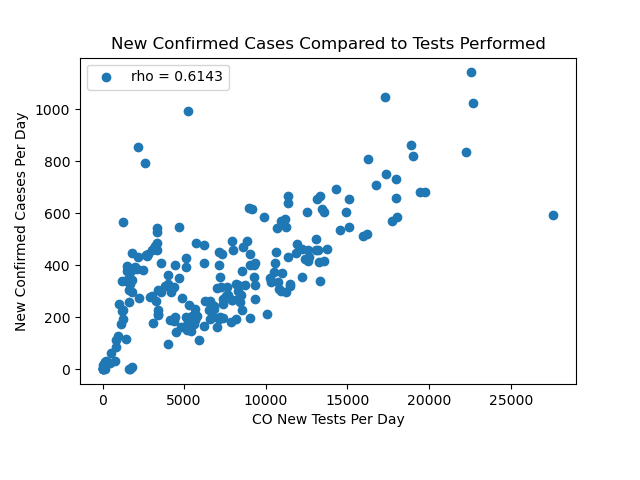 New Confirmed Cases Compared to Tests Performed
rho = 0.6143
1000
800
600
400
200
0
New Confirmed Caeses Per Day
0 5000 10000 15000 20000 25000
CO New Tests Per Day